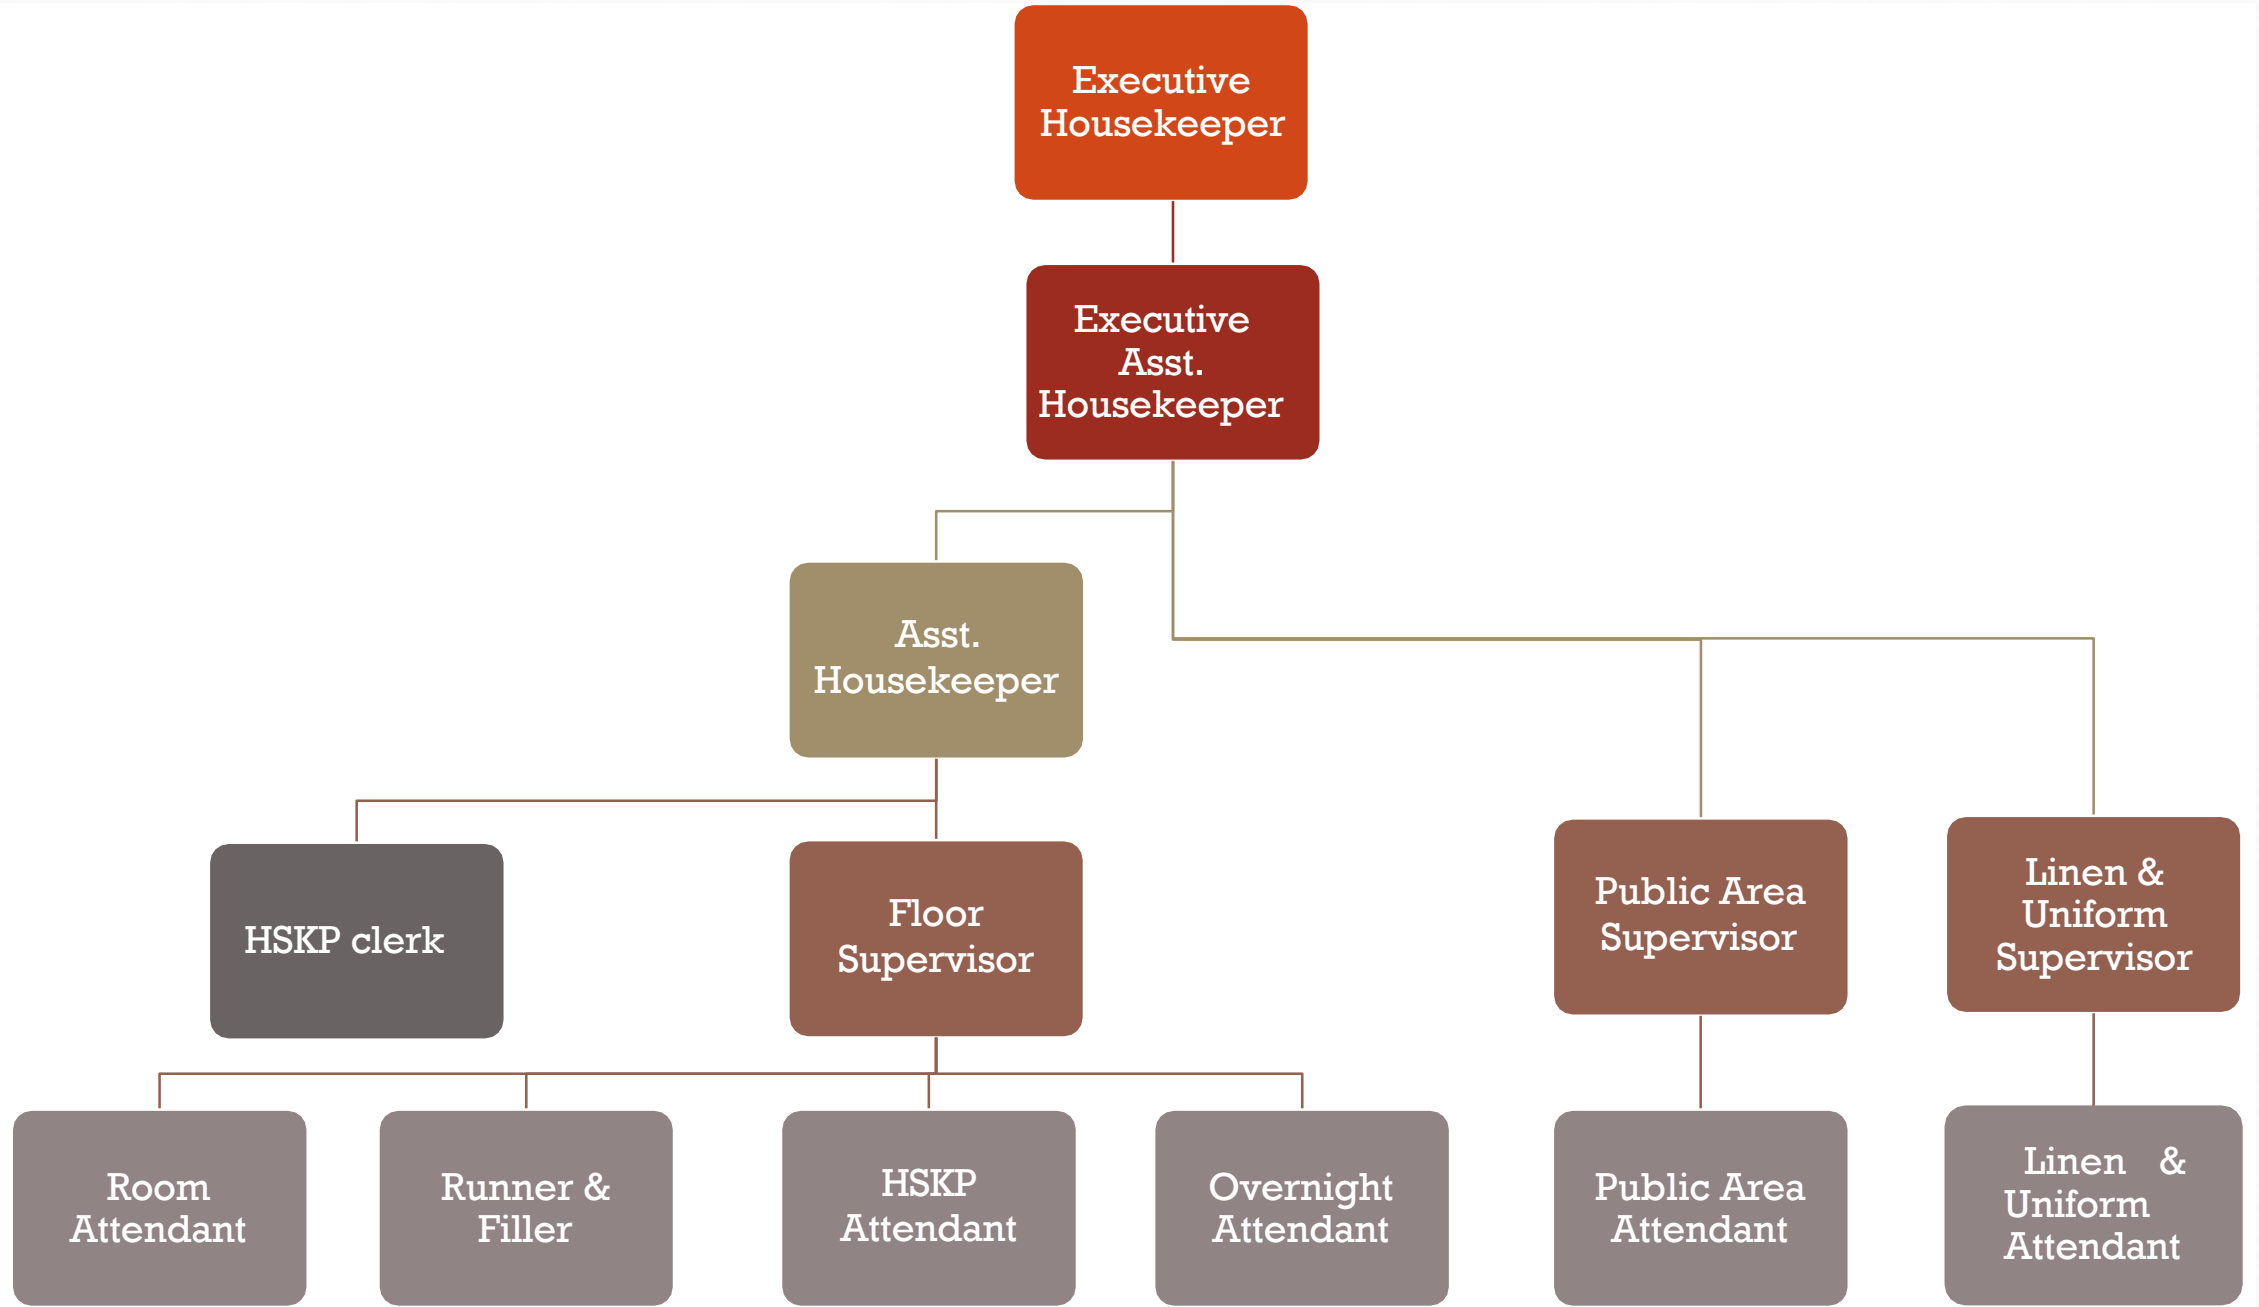 Executive
Housekeeper
Executive
Asst.
Housekeeper
Asst.
Housekeeper
HSKP clerk
Floor
Supervisor
Public Area
Supervisor
Linen &
Uniform
Supervisor
Room
Attendant
Runner &
Filler
HSKP
Attendant
Overnight
Attendant
Public Area
Attendant
Linen &
Uniform
Attendant